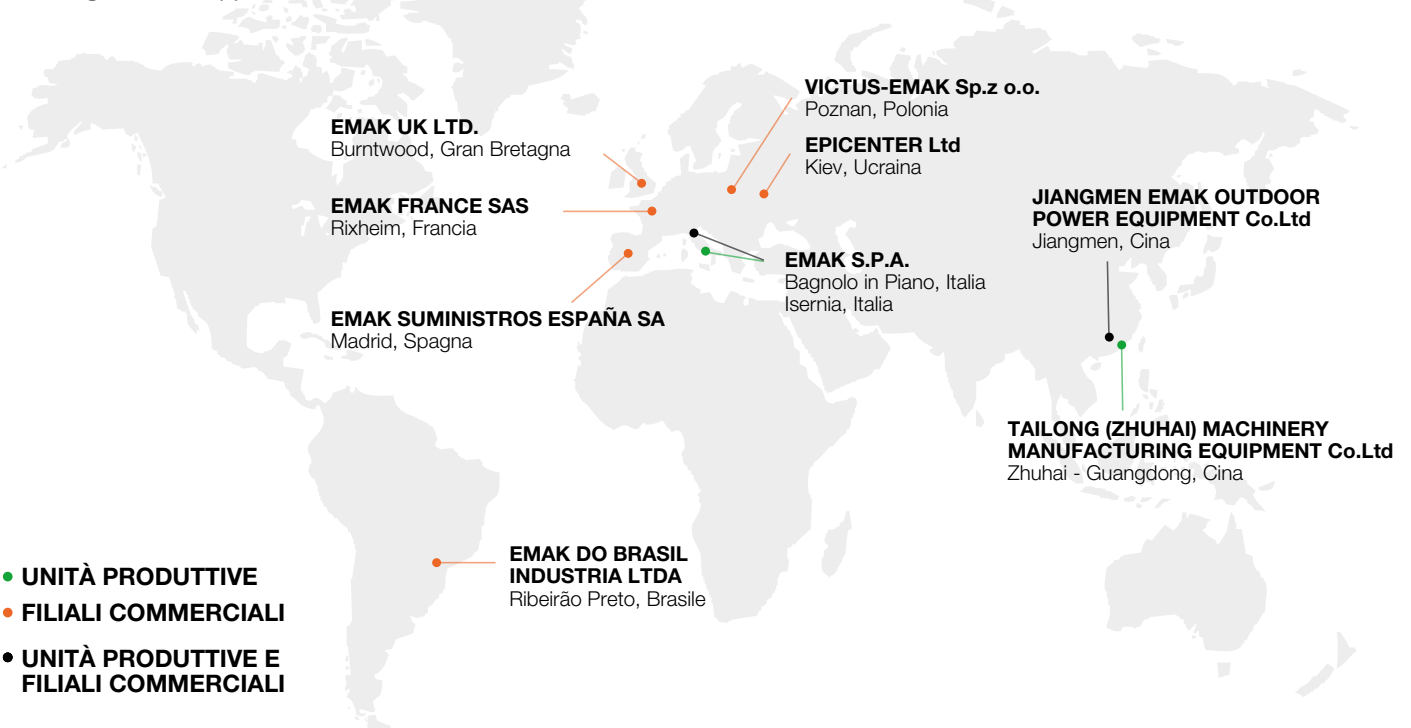 VICTUS-EMAK Sp.z o.o.
Poznan, Polonia
EMAK UK LTD.
Burntwood, Gran Bretagna
EPICENTER Ltd
Kiev, Ucraina
EMAK FRANCE SAS
Rixheim, Francia
JIANGMEN EMAK OUTDOOR
POWER EQUIPMENT Co.Ltd
Jiangmen, Cina
EMAK S.P.A.
Bagnolo in Piano, Italia
Isernia, Italia
EMAK SUMINISTROS ESPAÑA SA
Madrid, Spagna
TAILONG (ZHUHAI) MACHINERY
MANUFACTURING EQUIPMENT Co.Ltd
Zhuhai - Guangdong, Cina
EMAK DO BRASIL
INDUSTRIA LTDA
Ribeirão Preto, Brasile
UNITÀ PRODUTTIVE
FILIALI COMMERCIALI
UNITÀ PRODUTTIVE E
FILIALI COMMERCIALI